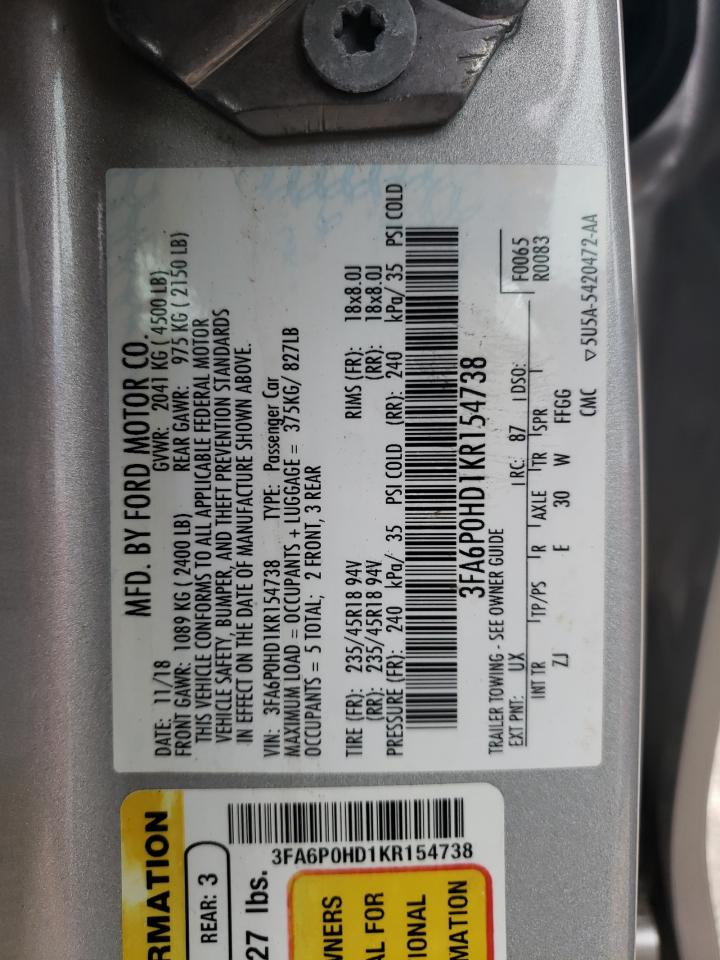 MFD. BY FORD MOTOR CO.
DATE: 11/18 GVWR: 2041 KG ( 4500 LB)
FRONT GAWR: 1089 KG ( 2400 LB) REAR GAWR: 975 KG ( 2150 LB)
THIS VEHICLE CONFORMS TO ALL APPLICABLE FEDERAL MOTOR
VEHICLE SAFETY, BUMPER, AND THEFT PREVENTION STANDARDS
IN EFFECT ON THE DATE OF MANUFACTURE SHOWN ABOVE.
VIN: 3FA6P0HD1KR154738 TYPE: Passenger Car
MAXIMUM LOAD = OCCUPANTS + LUGGAGE = 375KG/ 827LB
OCCUPANTS = 5 TOTAL; 2 FRONT, 3 REAR
TIRE (FR): 235/45R18 94V RIMS (FR): 18x8.0J
(RR): 235/45R18 94V (RR): 18x8.0J
PRESSURE (FR): 240 kPa/ 35 PSI COLD (RR): 240 kPa/ 35 PSI COLD
3FA6P0HD1KR154738
TRAILER TOWING - SEE OWNER GUIDE
EXT PNT: UX RC: 87 DSO: F0065
R0083
INT TR TP/PS R AXLE TR SPR
ZJ E 30 W FFGG
CMC ▽5U5A-5420472-AA
RMATION
REAR: 3
27 lbs.
3FA6P0HD1KR154738
WNERS
AL FOR
IONAL
MATION